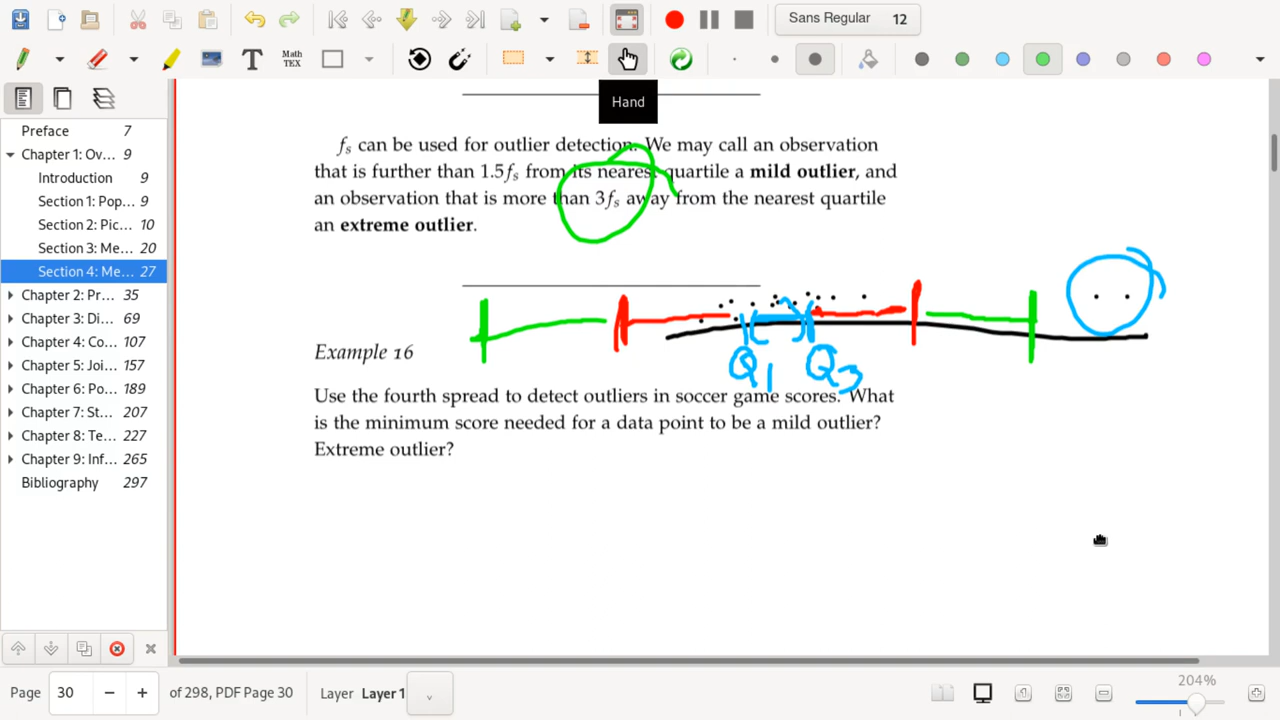 Sans Regular 12
Math
TEX
T
Hand
Preface 7
Chapter 1: Ov... 9
Introduction 9
Section 1: Pop... 9
Section 2: Pic... 10
Section 3: Me... 20
Section 4: Me... 27
Chapter 2: Pr... 35
Chapter 3: Di... 69
Chapter 4: Co... 107
Chapter 5: Joi... 157
Chapter 6: Po... 189
Chapter 7: St... 207
Chapter 8: Te... 227
Chapter 9: Inf... 265
Bibliography 297
fs can be used for outlier detection. We may call an observation
that is further than 1.5fs from its nearest quartile a mild outlier, and
an observation that is more than 3fs away from the nearest quartile
an extreme outlier.
Q1 Q3
Example 16
Use the fourth spread to detect outliers in soccer game scores. What
is the minimum score needed for a data point to be a mild outlier?
Extreme outlier?
Page 30 of 298, PDF Page 30 Layer Layer 1 204%